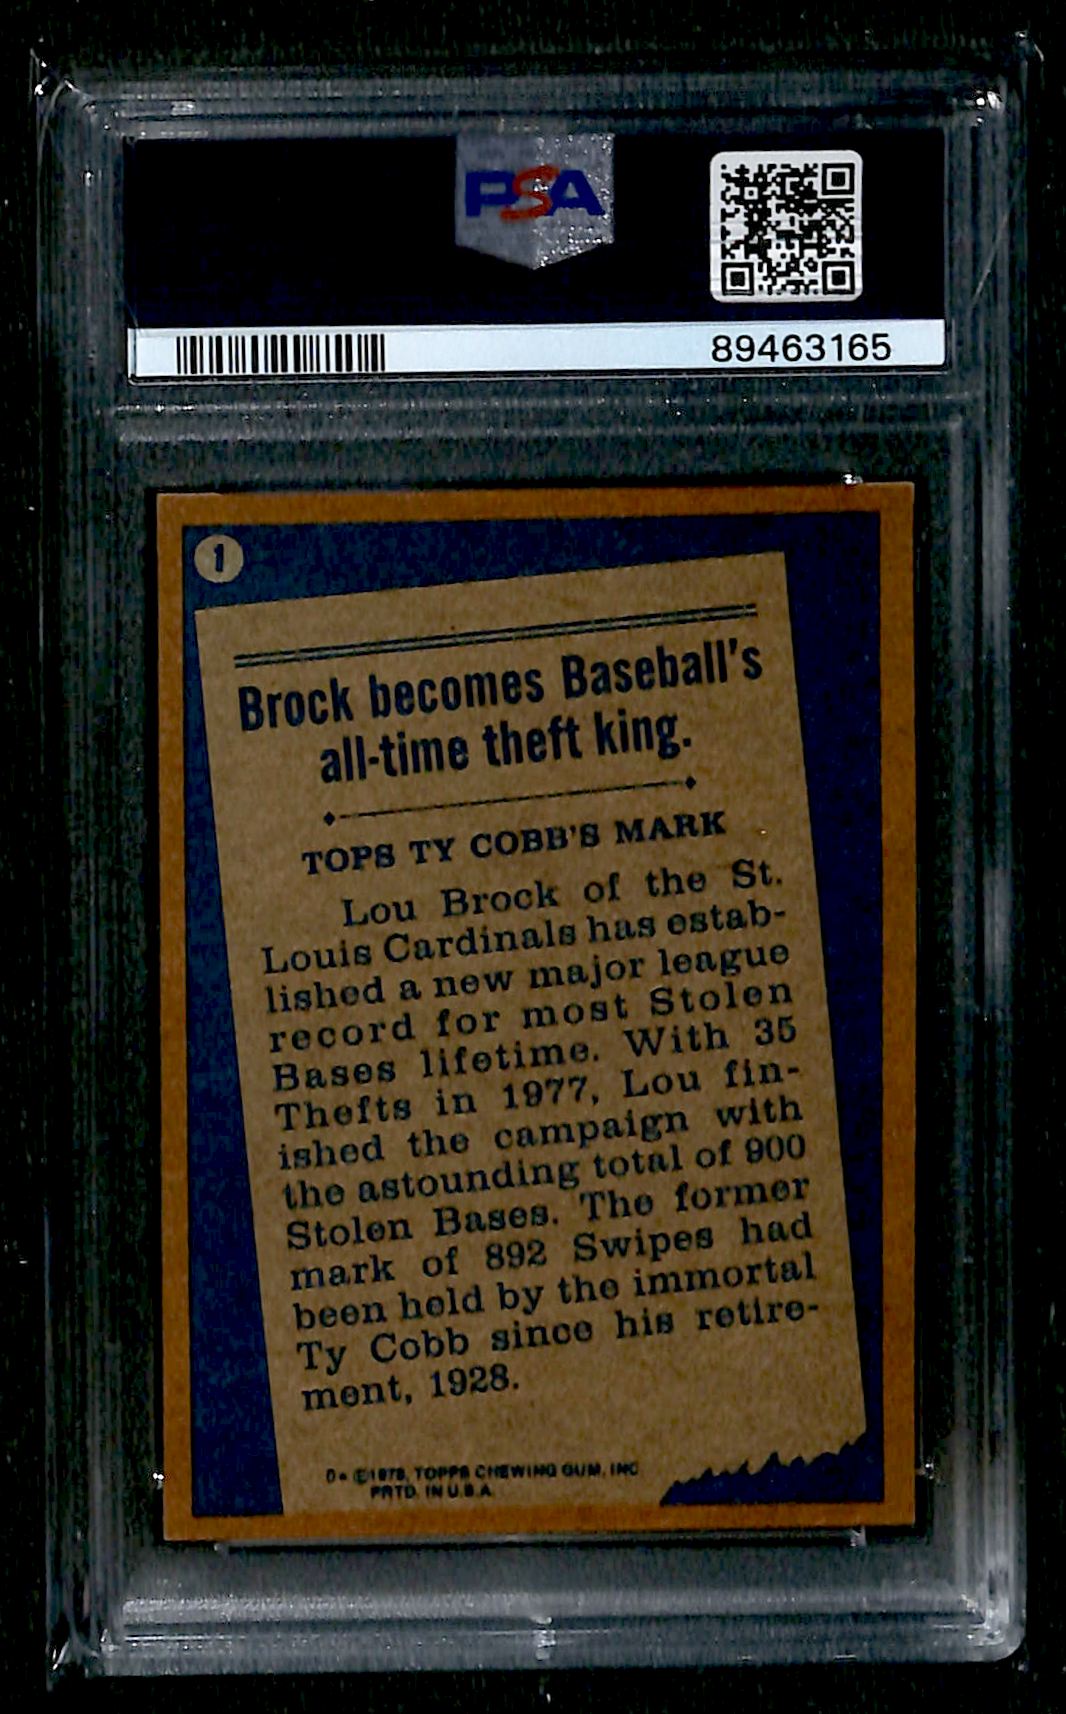 PSA
89463165
1
Brock becomes Baseball's
all-time theft king.
TOPS TY COBB'S MARK
Lou Brock of the St.
Louis Cardinals has estab-
lished a new major league
record for most Stolen
Bases lifetime. With 35
Thefts in 1977, Lou fin-
ished the campaign with
the astounding total of 900
Stolen Bases. The former
mark of 892 Swipes had
been held by the immortal
Ty Cobb since his retire-
ment, 1928.
D* ©1978, TOPPS CHEWING GUM, INC
PRTD. IN U.S.A.